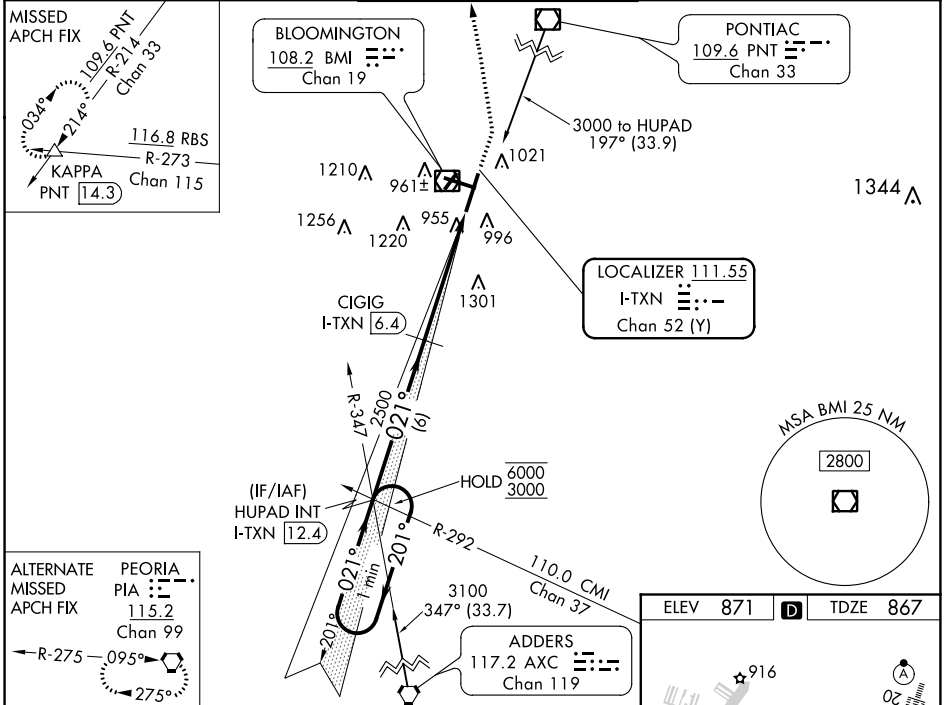 MISSED
APCH FIX
109.6 PNT
R-214
Chan 33
034°
214°
116.8 RBS
R-273
Chan 115
KAPPA
PNT 14.3
BLOOMINGTON
108.2 BMI
Chan 19
PONTIAC
109.6 PNT
Chan 33
3000 to HUPAD
197° (33.9)
1021
1210
961±
1344
1256
1220
955
996
1301
LOCALIZER 111.55
I-TXN
Chan 52 (Y)
CIGIG
I-TXN 6.4
R-347
2500
021°
(6)
MSA BMI 25 NM
2800
HOLD 6000
3000
(IF/IAF)
HUPAD INT
I-TXN 12.4
R-292
110.0 CMI
Chan 37
021°
1 min
201°
201°
3100
347° (33.7)
ADDERS
117.2 AXC
Chan 119
ALTERNATE
MISSED
APCH FIX
PEORIA
PIA
115.2
Chan 99
R-275
095°
275°
ELEV 871 D TDZE 867
916
A
20